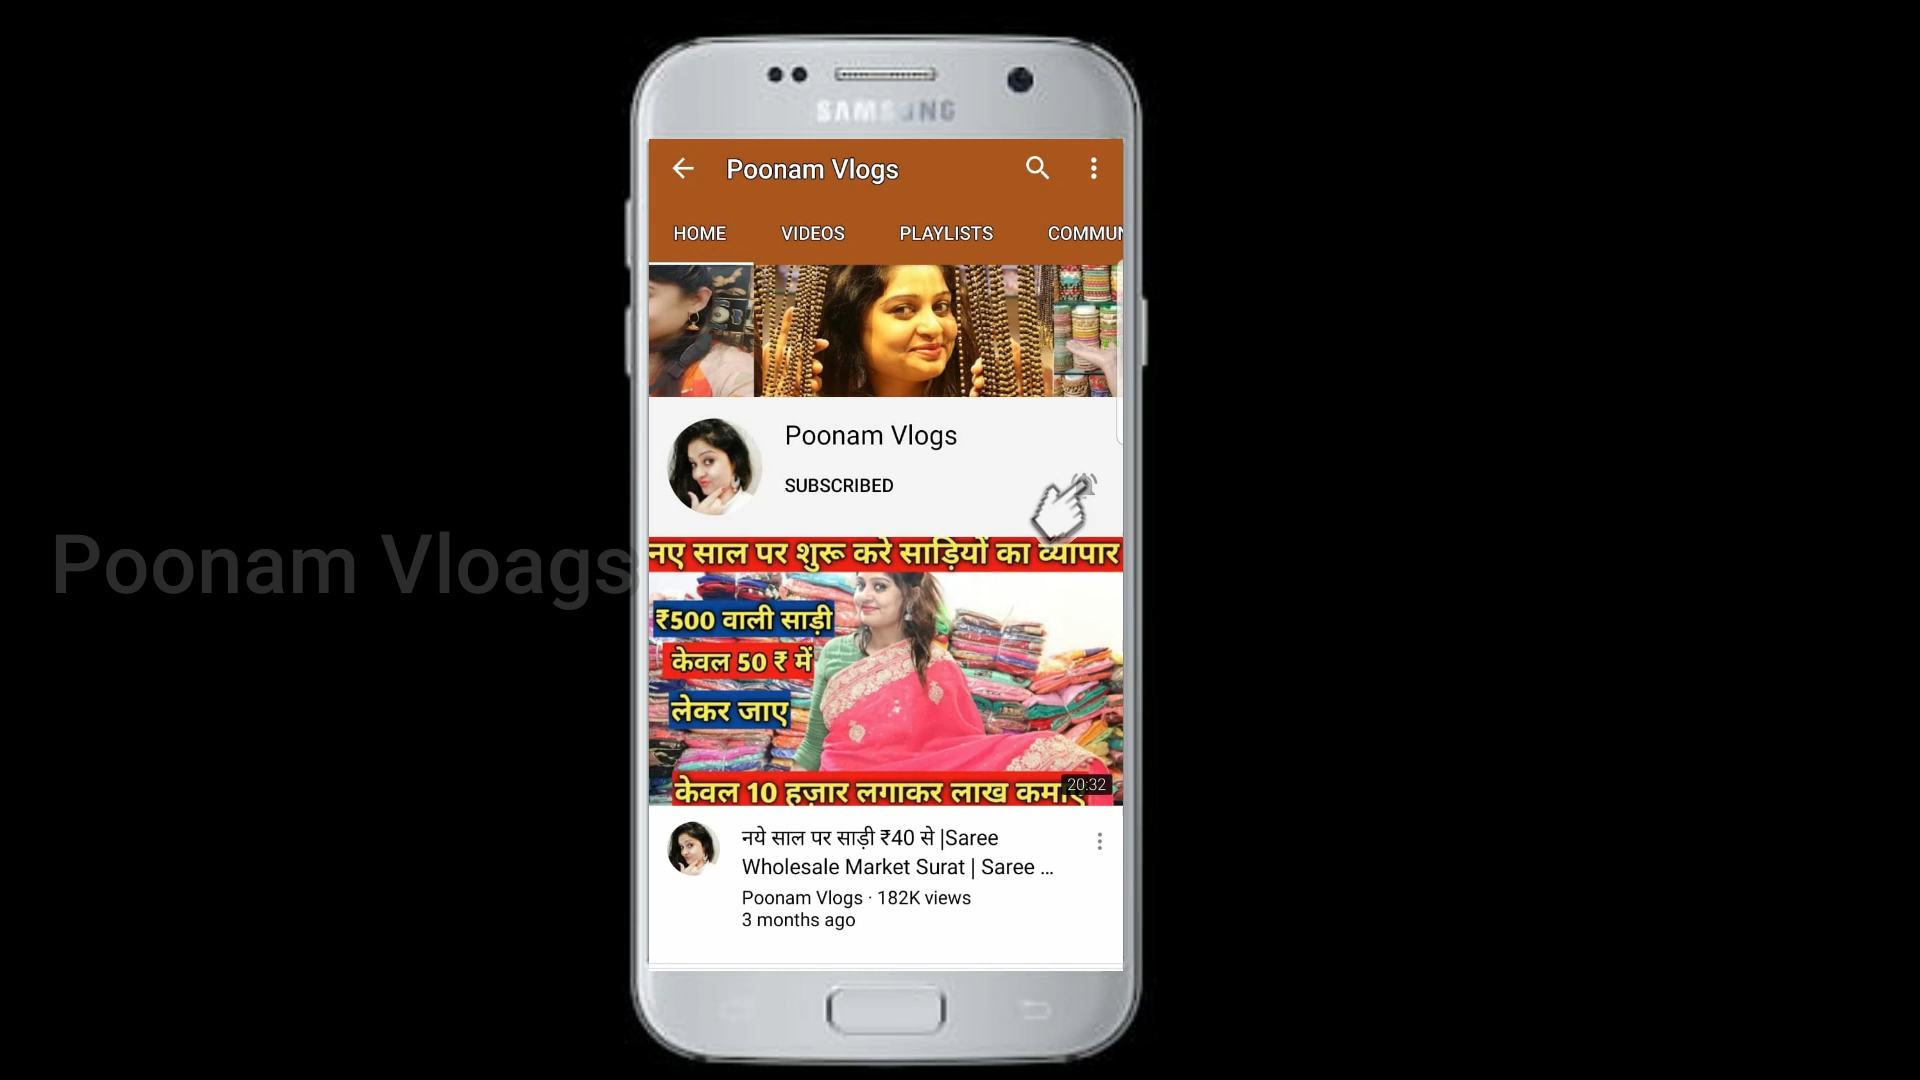 SAMSUNG
Poonam Vlogs
HOME VIDEOS PLAYLISTS COMMUN
Poonam Vlogs
SUBSCRIBED
Poonam Vloags
नए साल पर शुरू करे साड़ियों का व्यापार
₹500 वाली साड़ी
केवल 50 ₹ में
लेकर जाए
केवल 10 हज़ार लगाकर लाख कमाए
20:32
नये साल पर साड़ी ₹40 से |Saree
Wholesale Market Surat | Saree ...
Poonam Vlogs · 182K views
3 months ago